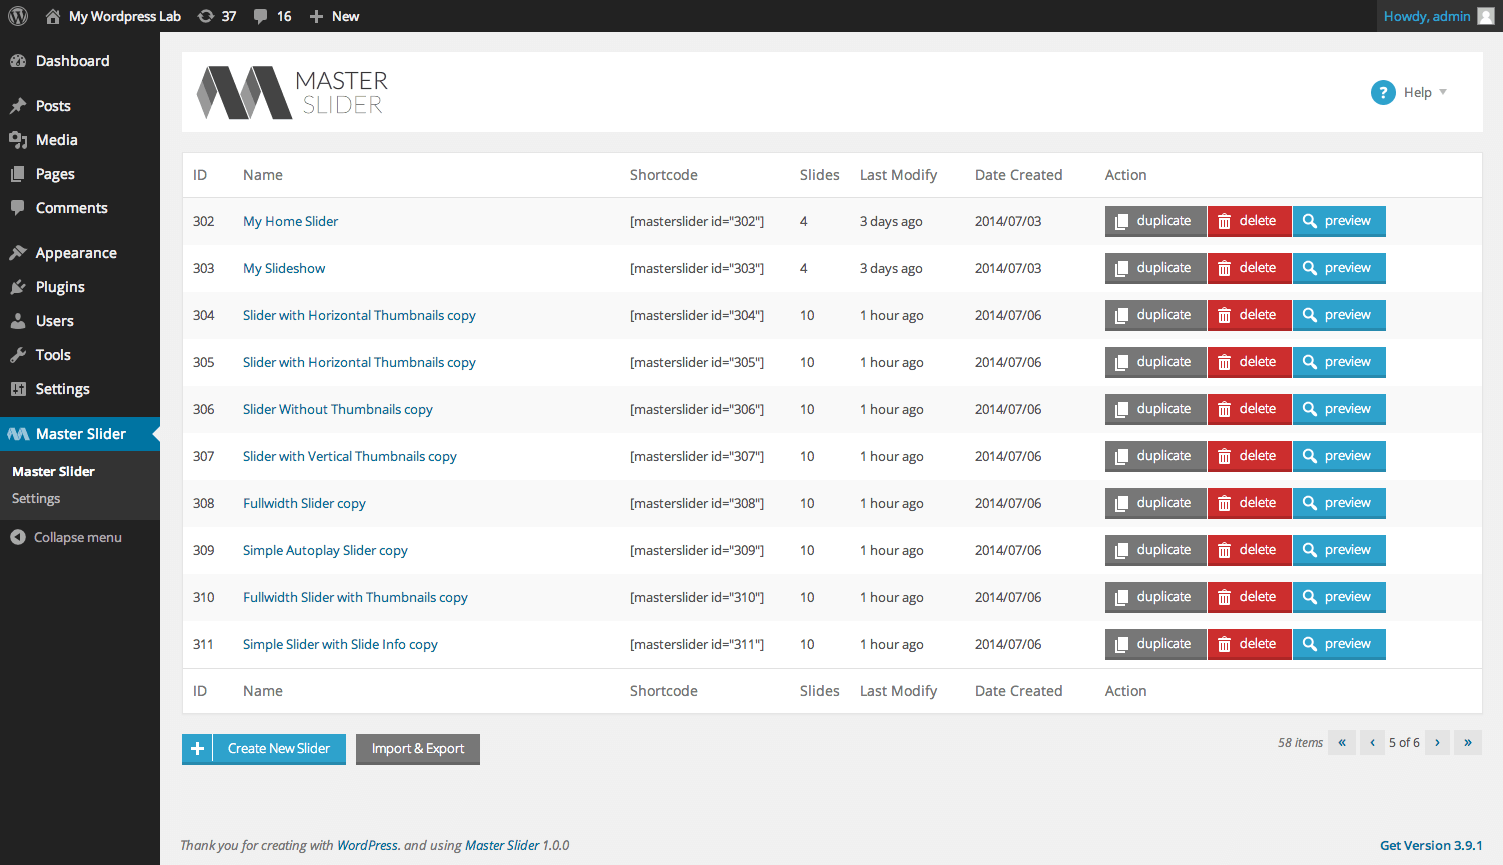 My Wordpress Lab 37 16 New Howdy, admin
Dashboard
Posts
Media
Pages
Comments
Appearance
Plugins
Users
Tools
Settings
Master Slider
Master Slider
Settings
Collapse menu
MASTER
SLIDER
? Help
ID Name Shortcode Slides Last Modify Date Created Action
302 My Home Slider [masterslider id="302"] 4 3 days ago 2014/07/03 duplicate delete preview
303 My Slideshow [masterslider id="303"] 4 3 days ago 2014/07/03 duplicate delete preview
304 Slider with Horizontal Thumbnails copy [masterslider id="304"] 10 1 hour ago 2014/07/06 duplicate delete preview
305 Slider with Horizontal Thumbnails copy [masterslider id="305"] 10 1 hour ago 2014/07/06 duplicate delete preview
306 Slider Without Thumbnails copy [masterslider id="306"] 10 1 hour ago 2014/07/06 duplicate delete preview
307 Slider with Vertical Thumbnails copy [masterslider id="307"] 10 1 hour ago 2014/07/06 duplicate delete preview
308 Fullwidth Slider copy [masterslider id="308"] 10 1 hour ago 2014/07/06 duplicate delete preview
309 Simple Autoplay Slider copy [masterslider id="309"] 10 1 hour ago 2014/07/06 duplicate delete preview
310 Fullwidth Slider with Thumbnails copy [masterslider id="310"] 10 1 hour ago 2014/07/06 duplicate delete preview
311 Simple Slider with Slide Info copy [masterslider id="311"] 10 1 hour ago 2014/07/06 duplicate delete preview
ID Name Shortcode Slides Last Modify Date Created Action
+ Create New Slider Import & Export 58 items « ‹ 5 of 6 › »
Thank you for creating with WordPress. and using Master Slider 1.0.0 Get Version 3.9.1